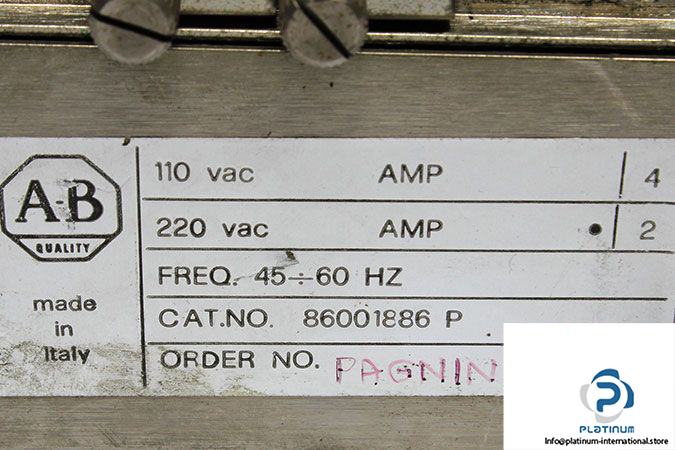 A-B
QUALITY
made
in
Italy
110 vac AMP 4
220 vac AMP 2
FREQ. 45÷60 HZ
CAT.NO. 86001886 P
ORDER NO. PAGNIN
PLATINUM
Info@platinum-international.store